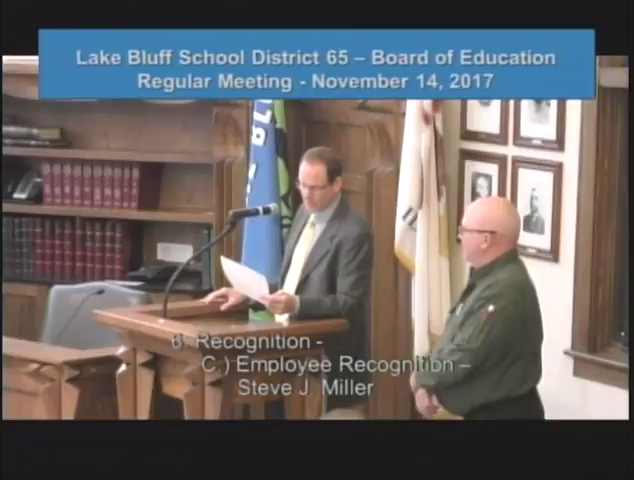 Lake Bluff School District 65 – Board of Education
Regular Meeting - November 14, 2017
6. Recognition -
C.) Employee Recognition –
Steve J. Miller